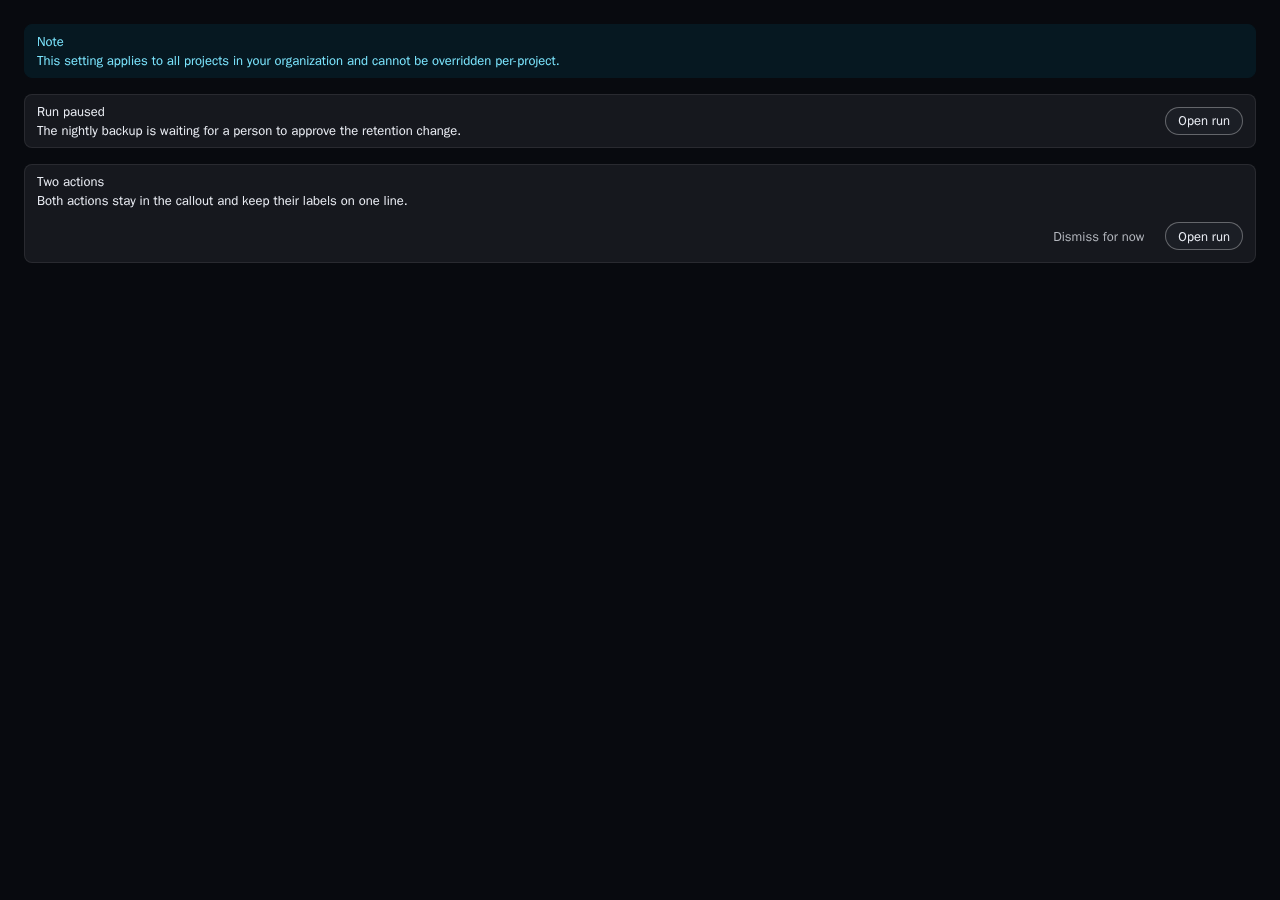 Note
This setting applies to all projects in your organization and cannot be overridden per-project.
Run paused
The nightly backup is waiting for a person to approve the retention change.
Open run
Two actions
Both actions stay in the callout and keep their labels on one line.
Dismiss for now
Open run